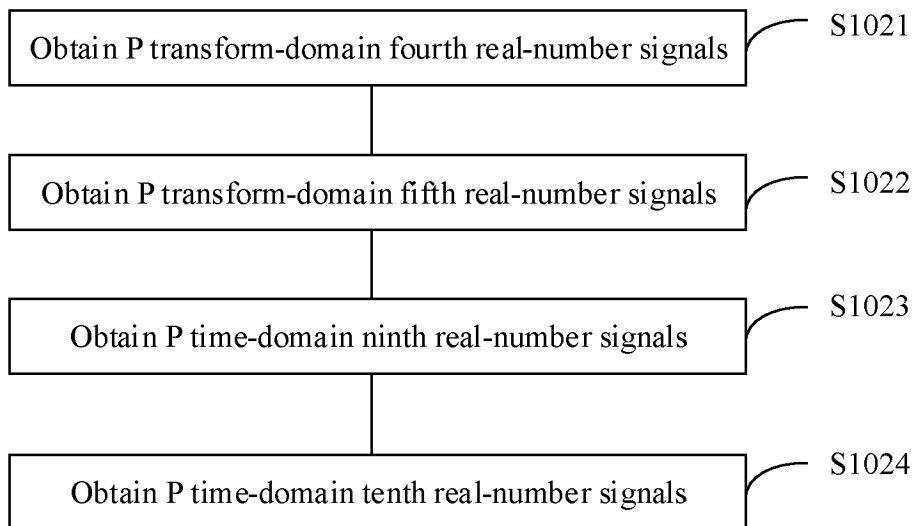 Obtain P transform-domain fourth real-number signals
S1021
Obtain P transform-domain fifth real-number signals
S1022
Obtain P time-domain ninth real-number signals
S1023
Obtain P time-domain tenth real-number signals
S1024